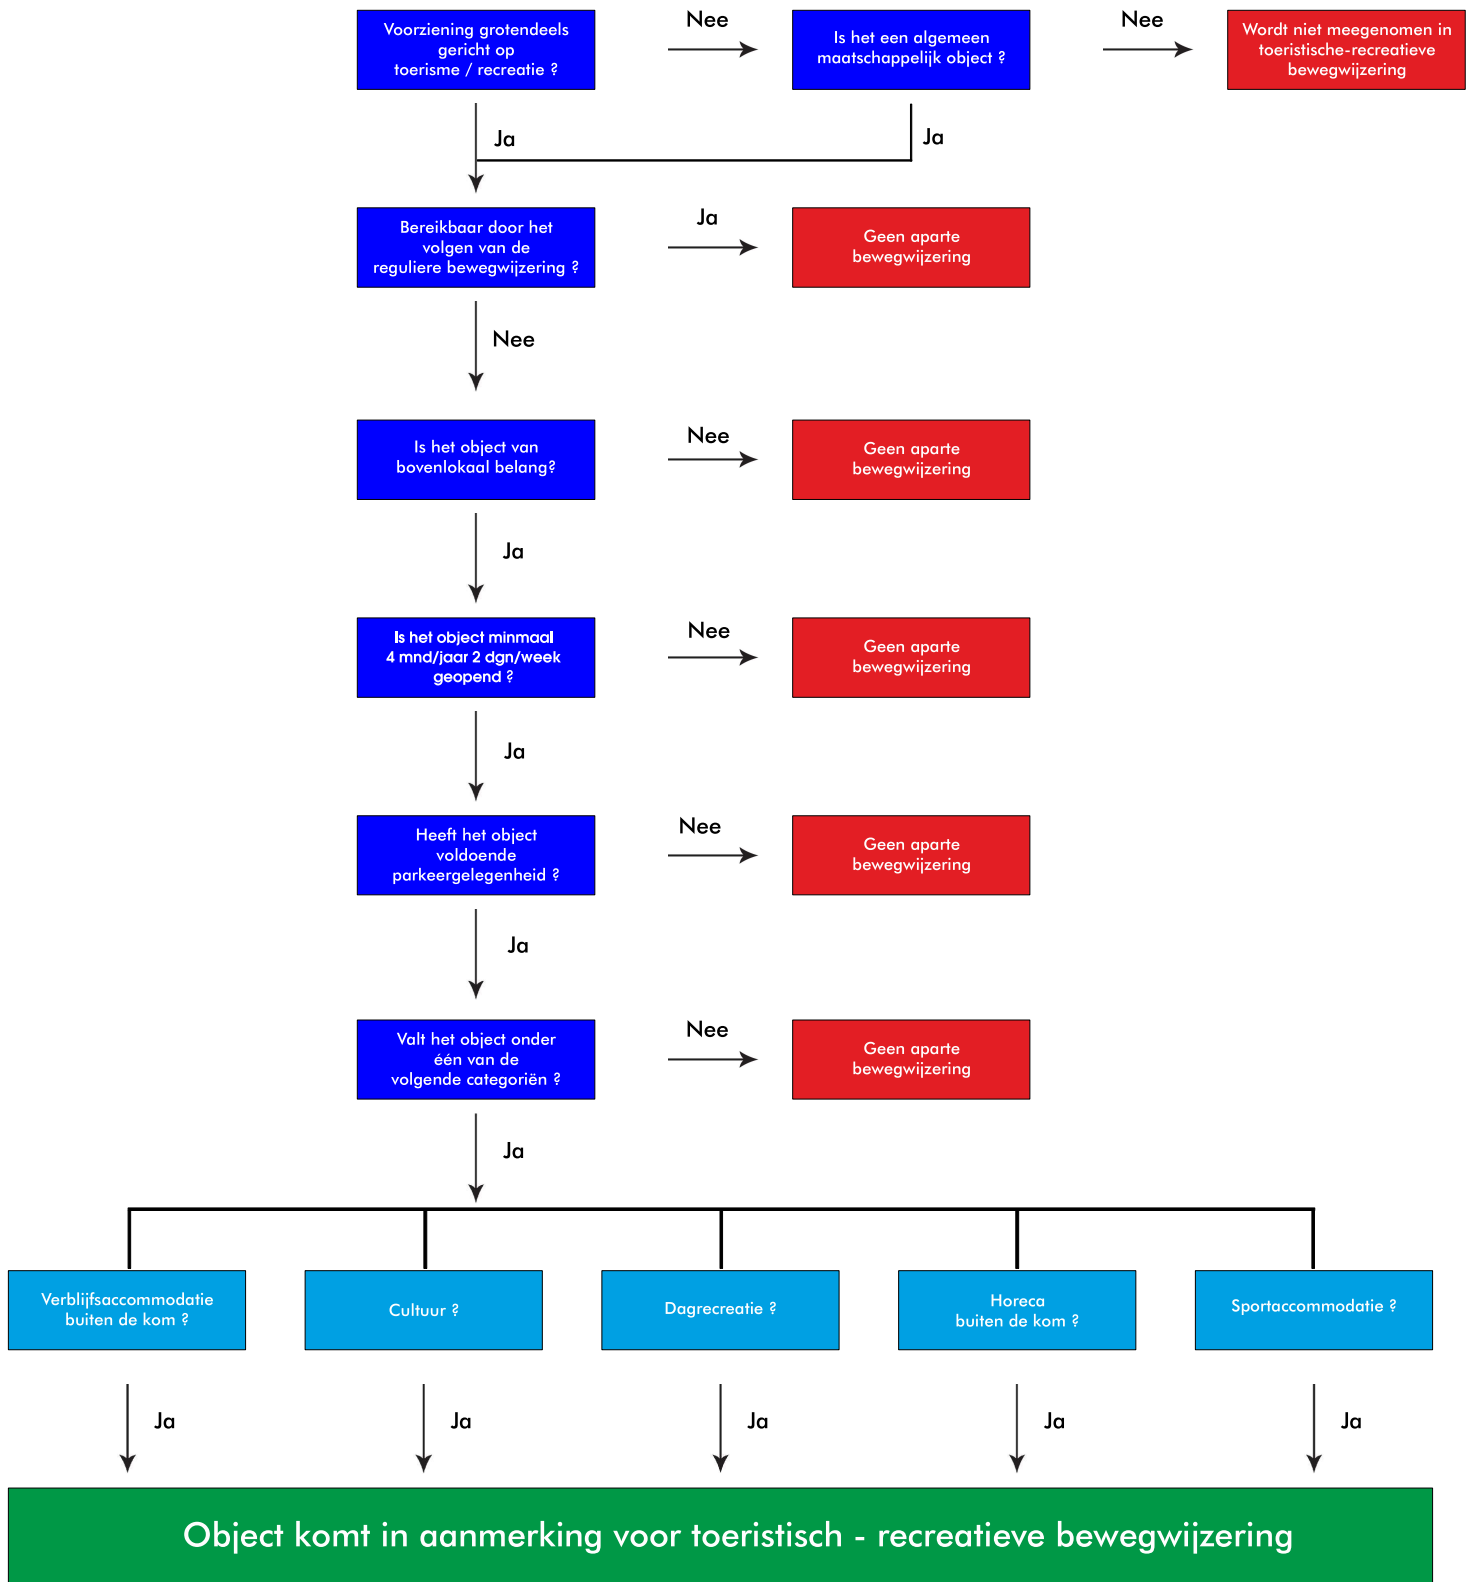 Voorziening grotendeels
gericht op
toerisme / recreatie ?
Nee
Is het een algemeen
maatschappelijk object ?
Nee
Wordt niet meegenomen in
toeristische-recreatieve
bewegwijzering
Ja
Ja
Bereikbaar door het
volgen van de
reguliere bewegwijzering ?
Ja
Geen aparte
bewegwijzering
Nee
Is het object van
bovenlokaal belang?
Nee
Geen aparte
bewegwijzering
Ja
Is het object minmaal
4 mnd/jaar 2 dgn/week
geopend ?
Nee
Geen aparte
bewegwijzering
Ja
Heeft het object
voldoende
parkeergelegenheid ?
Nee
Geen aparte
bewegwijzering
Ja
Valt het object onder
één van de
volgende categoriën ?
Nee
Geen aparte
bewegwijzering
Ja
Verblijfsaccommodatie
buiten de kom ?
Cultuur ?
Dagrecreatie ?
Horeca
buiten de kom ?
Sportaccommodatie ?
Ja
Ja
Ja
Ja
Ja
Object komt in aanmerking voor toeristisch - recreatieve bewegwijzering